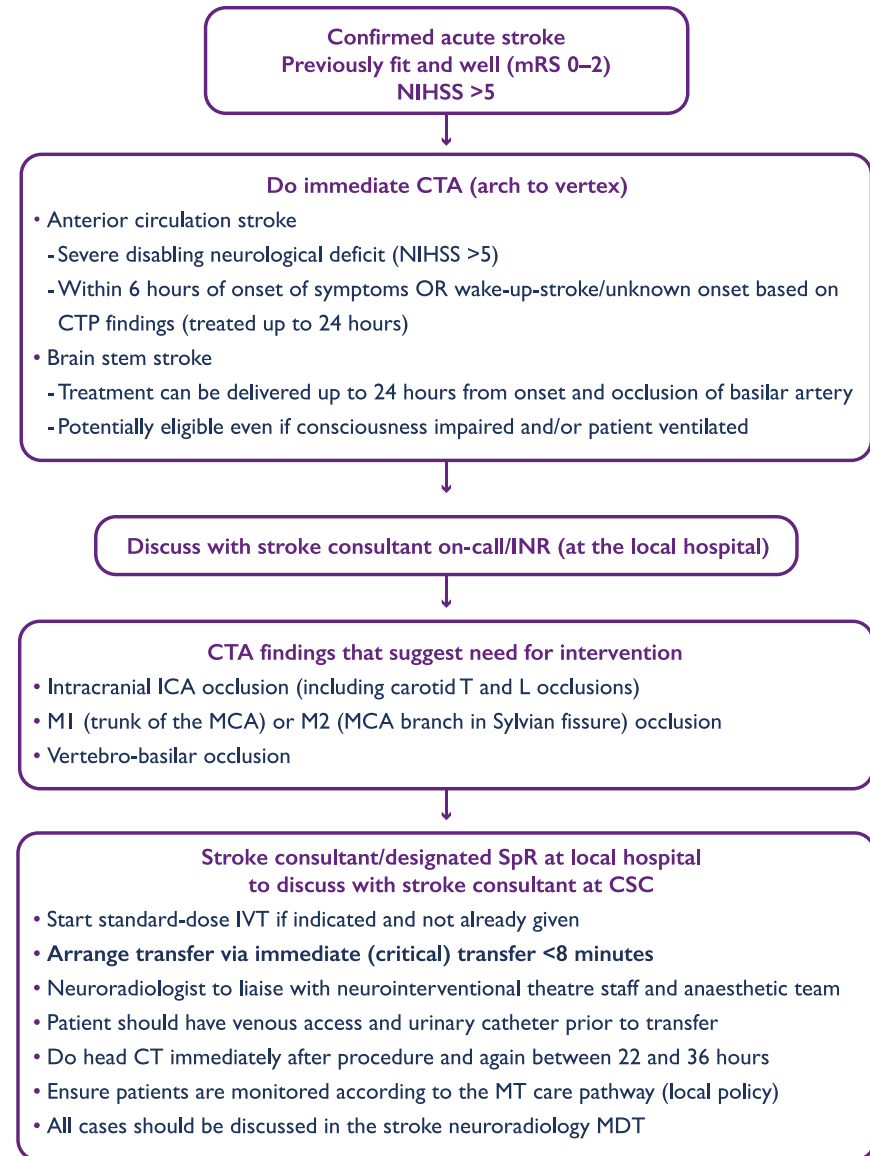 Confirmed acute stroke
Previously fit and well (mRS 0–2)
NIHSS >5
Do immediate CTA (arch to vertex)
• Anterior circulation stroke
- Severe disabling neurological deficit (NIHSS >5)
- Within 6 hours of onset of symptoms OR wake-up-stroke/unknown onset based on
CTP findings (treated up to 24 hours)
• Brain stem stroke
- Treatment can be delivered up to 24 hours from onset and occlusion of basilar artery
- Potentially eligible even if consciousness impaired and/or patient ventilated
Discuss with stroke consultant on-call/INR (at the local hospital)
CTA findings that suggest need for intervention
• Intracranial ICA occlusion (including carotid T and L occlusions)
• M1 (trunk of the MCA) or M2 (MCA branch in Sylvian fissure) occlusion
• Vertebro-basilar occlusion
Stroke consultant/designated SpR at local hospital
to discuss with stroke consultant at CSC
• Start standard-dose IVT if indicated and not already given
• Arrange transfer via immediate (critical) transfer <8 minutes
• Neuroradiologist to liaise with neurointerventional theatre staff and anaesthetic team
• Patient should have venous access and urinary catheter prior to transfer
• Do head CT immediately after procedure and again between 22 and 36 hours
• Ensure patients are monitored according to the MT care pathway (local policy)
• All cases should be discussed in the stroke neuroradiology MDT